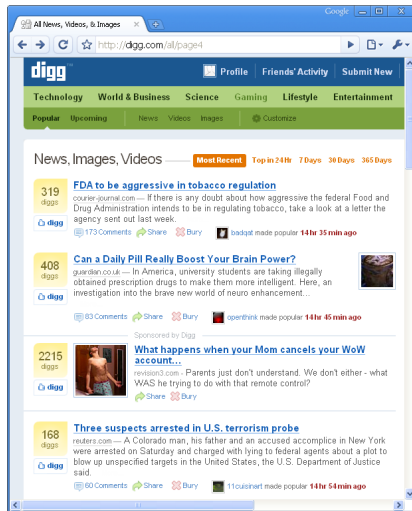 Google
All News, Videos, & Images
http://digg.com/all/page4
digg
Profile Friends' Activity Submit New
Technology World & Business Science Gaming Lifestyle Entertainment
Popular Upcoming News Videos Images Customize
News, Images, Videos Most Recent Top in 24 Hr 7 Days 30 Days 365 Days
319 diggs
digg
FDA to be aggressive in tobacco regulation
courier-journal.com — If there is any doubt about how aggressive the federal Food and
Drug Administration intends to be in regulating tobacco, take a look at a letter the
agency sent out last week.
173 Comments Share Bury badqat made popular 14 hr 35 min ago
408 diggs
digg
Can a Daily Pill Really Boost Your Brain Power?
guardian.co.uk — In America, university students are taking illegally
obtained prescription drugs to make them more intelligent. Here, an
investigation into the brave new world of neuro enhancement...
83 Comments Share Bury openthink made popular 14 hr 45 min ago
Sponsored by Digg
2215 diggs
digg
What happens when your Mom cancels your WoW
account...
revision3.com - Parents just don't understand. We don't either - what
WAS he trying to do with that remote control?
Share Bury
168 diggs
digg
Three suspects arrested in U.S. terrorism probe
reuters.com — A Colorado man, his father and an accused accomplice in New York
were arrested on Saturday and charged with lying to federal agents about a plot to
blow up unspecified targets in the United States, the U.S. Department of Justice
said.
60 Comments Share Bury 11cuisinart made popular 18 hr 54 min ago